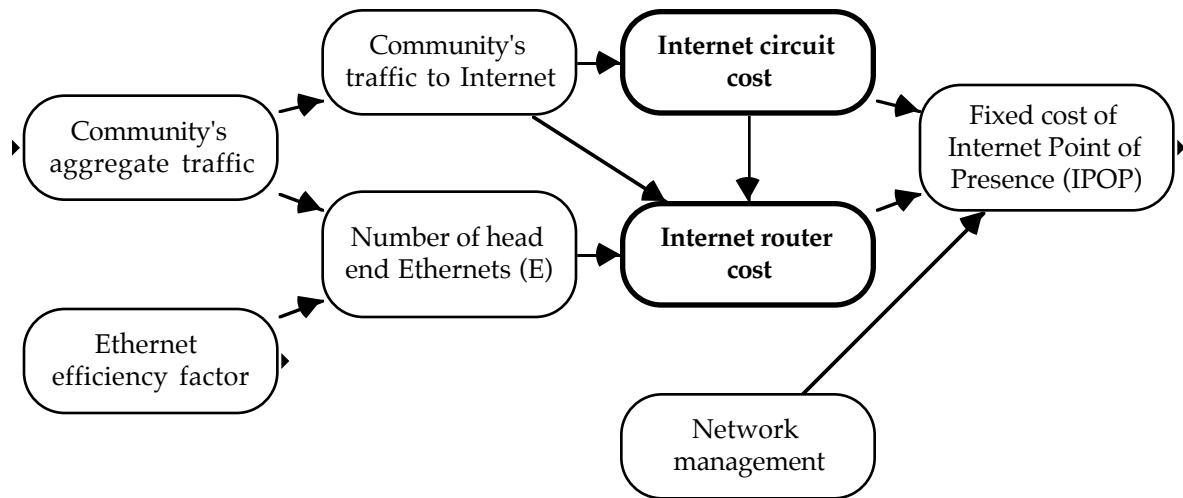 Community's
aggregate traffic
Ethernet
efficiency factor
Community's
traffic to Internet
Number of head
end Ethernets (E)
Internet circuit
cost
Internet router
cost
Network
management
Fixed cost of
Internet Point of
Presence (IPOP)